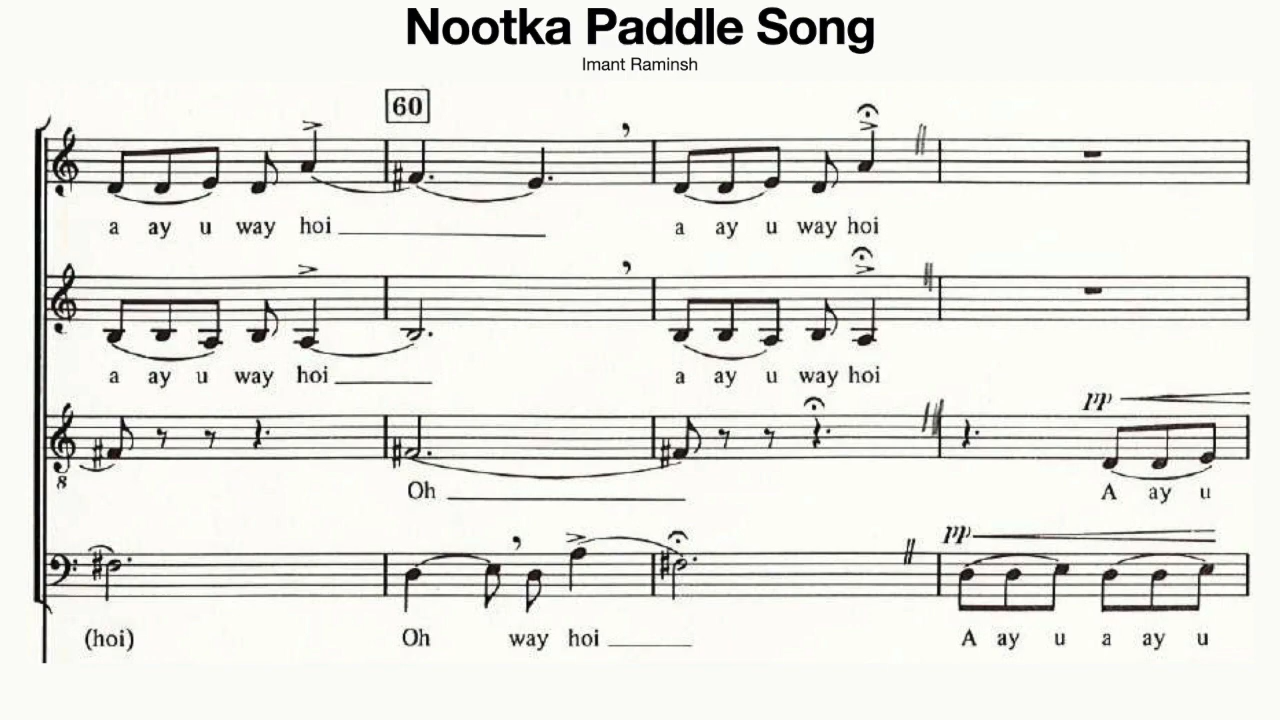 Nootka Paddle Song
Imant Raminsh
60
a ay u way hoi a ay u way hoi
a ay u way hoi a ay u way hoi
pp
8
Oh A ay u
pp
(hoi) Oh way hoi A ay u a ay u